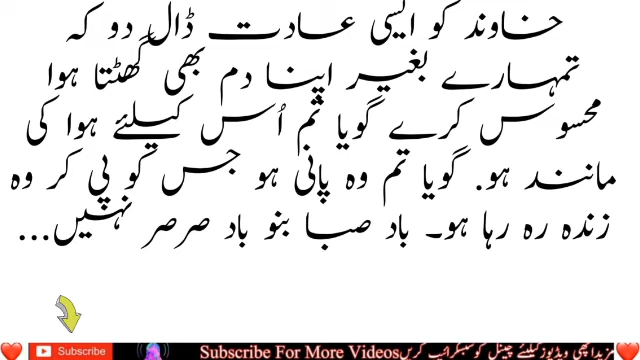 خاوند کو ایسی عادت ڈال دو کہ
تمہارے بغیر اپنا دم بھی گھٹتا ہوا
محسوس کرے گویا تم اُس کیلئے ہوا کی
مانند ہو. گویا تم وہ پانی ہو جس کو پی کر وہ
زندہ رہ رہا ہو۔ باد صبا بنو باد صرصر نہیں...
Subscribe
Subscribe For More Videos مزید اچھی ویڈیوز کیلئے چینل کو سبسکرائب کریں